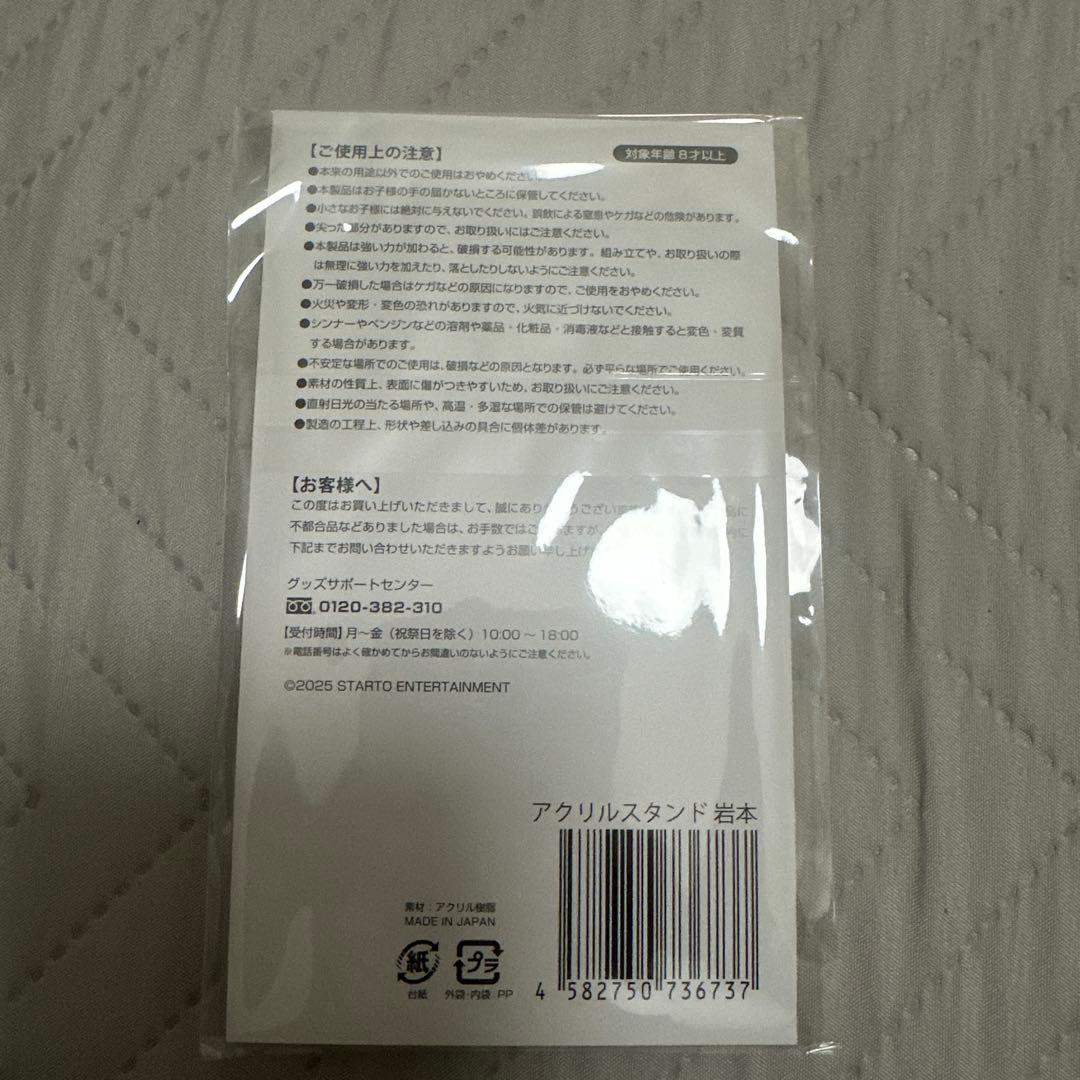 【ご使用上の注意】
対象年齢 8才以上
●本来の用途以外でのご使用はおやめください。
●本製品はお子様の手の届かないところに保管してください。
●小さなお子様には絶対に与えないでください。誤飲による窒息やケガなどの危険があります。
●尖った部分がありますので、お取り扱いにはご注意ください。
●本製品は強い力が加わると、破損する可能性があります。組み立てや、お取り扱いの際
は無理に強い力を加えたり、落としたりしないようにご注意ください。
●万一破損した場合はケガなどの原因になりますので、ご使用をおやめください。
●火災や変形・変色の恐れがありますので、火気に近づけないでください。
●シンナーやベンジンなどの溶剤や薬品・化粧品・消毒液などと接触すると変色・変質
する場合があります。
●不安定な場所でのご使用は、破損などの原因となります。必ず平らな場所でご使用ください。
●素材の性質上、表面に傷がつきやすいため、お取り扱いにご注意ください。
●直射日光の当たる場所や、高温・多湿な場所での保管は避けてください。
●製造の工程上、形状や差し込みの具合に個体差があります。
【お客様へ】
この度はお買い上げいただきまして、誠にあり うござい 品に
不都合品などありました場合は、お手数ではご ますが、 内に
下記までお問い合わせいただきますようお願い申し上げ
グッズサポートセンター
0120-382-310
【受付時間】月～金（祝祭日を除く）10:00～18:00
※電話番号はよく確かめてからお間違いのないようにご注意ください。
©2025 STARTO ENTERTAINMENT
アクリルスタンド 岩本
素材：アクリル樹脂
MADE IN JAPAN
紙
プラ
台紙
外袋・内袋：PP
4 582750 736737